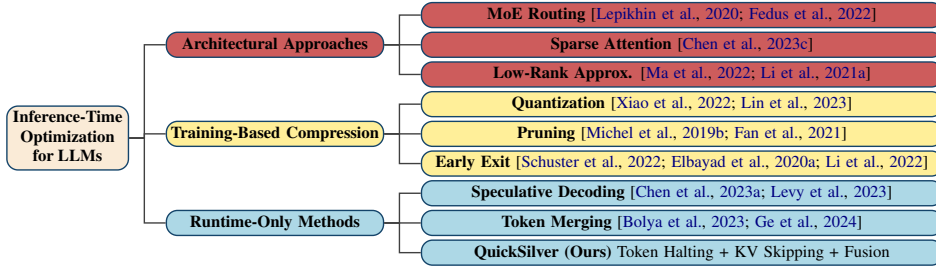 Inference-Time
Optimization
for LLMs
Architectural Approaches
MoE Routing [Lepikhin et al., 2020; Fedus et al., 2022]
Sparse Attention [Chen et al., 2023c]
Low-Rank Approx. [Ma et al., 2022; Li et al., 2021a]
Training-Based Compression
Quantization [Xiao et al., 2022; Lin et al., 2023]
Pruning [Michel et al., 2019b; Fan et al., 2021]
Early Exit [Schuster et al., 2022; Elbayad et al., 2020a; Li et al., 2022]
Runtime-Only Methods
Speculative Decoding [Chen et al., 2023a; Levy et al., 2023]
Token Merging [Bolya et al., 2023; Ge et al., 2024]
QuickSilver (Ours) Token Halting + KV Skipping + Fusion